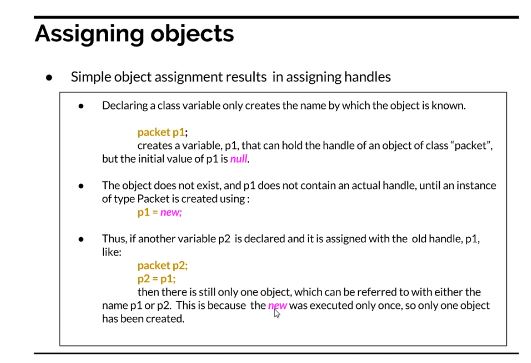 Assigning objects
● Simple object assignment results in assigning handles
● Declaring a class variable only creates the name by which the object is known.
packet p1;
creates a variable, p1, that can hold the handle of an object of class "packet",
but the initial value of p1 is null.
● The object does not exist, and p1 does not contain an actual handle, until an instance
of type Packet is created using :
p1 = new;
● Thus, if another variable p2 is declared and it is assigned with the old handle, p1,
like:
packet p2;
p2 = p1;
then there is still only one object, which can be referred to with either the
name p1 or p2. This is because the new was executed only once, so only one object
has been created.